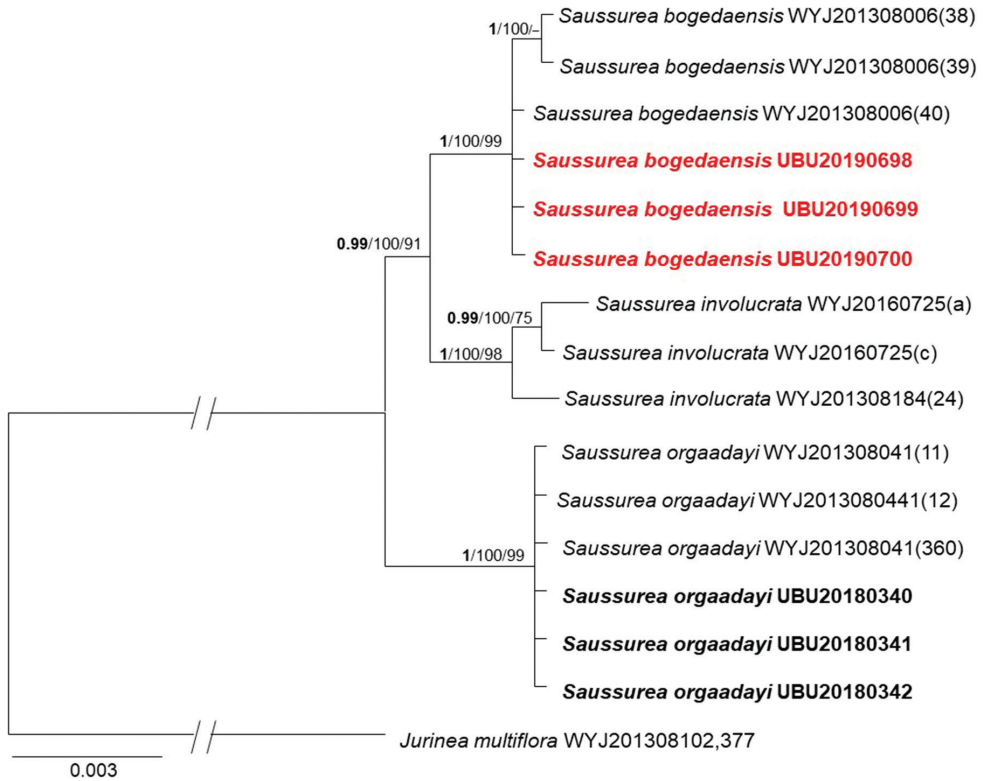 Saussurea bogedaensis WYJ201308006(38)
1/100/–
Saussurea bogedaensis WYJ201308006(39)
Saussurea bogedaensis WYJ201308006(40)
1/100/99
Saussurea bogedaensis UBU20190698
Saussurea bogedaensis UBU20190699
0.99/100/91
Saussurea bogedaensis UBU20190700
Saussurea involucrata WYJ20160725(a)
0.99/100/75
Saussurea involucrata WYJ20160725(c)
1/100/98
Saussurea involucrata WYJ201308184(24)
Saussurea orgaadayi WYJ201308041(11)
Saussurea orgaadayi WYJ2013080441(12)
Saussurea orgaadayi WYJ201308041(360)
1/100/99
Saussurea orgaadayi UBU20180340
Saussurea orgaadayi UBU20180341
Saussurea orgaadayi UBU20180342
Jurinea multiflora WYJ201308102,377
0.003